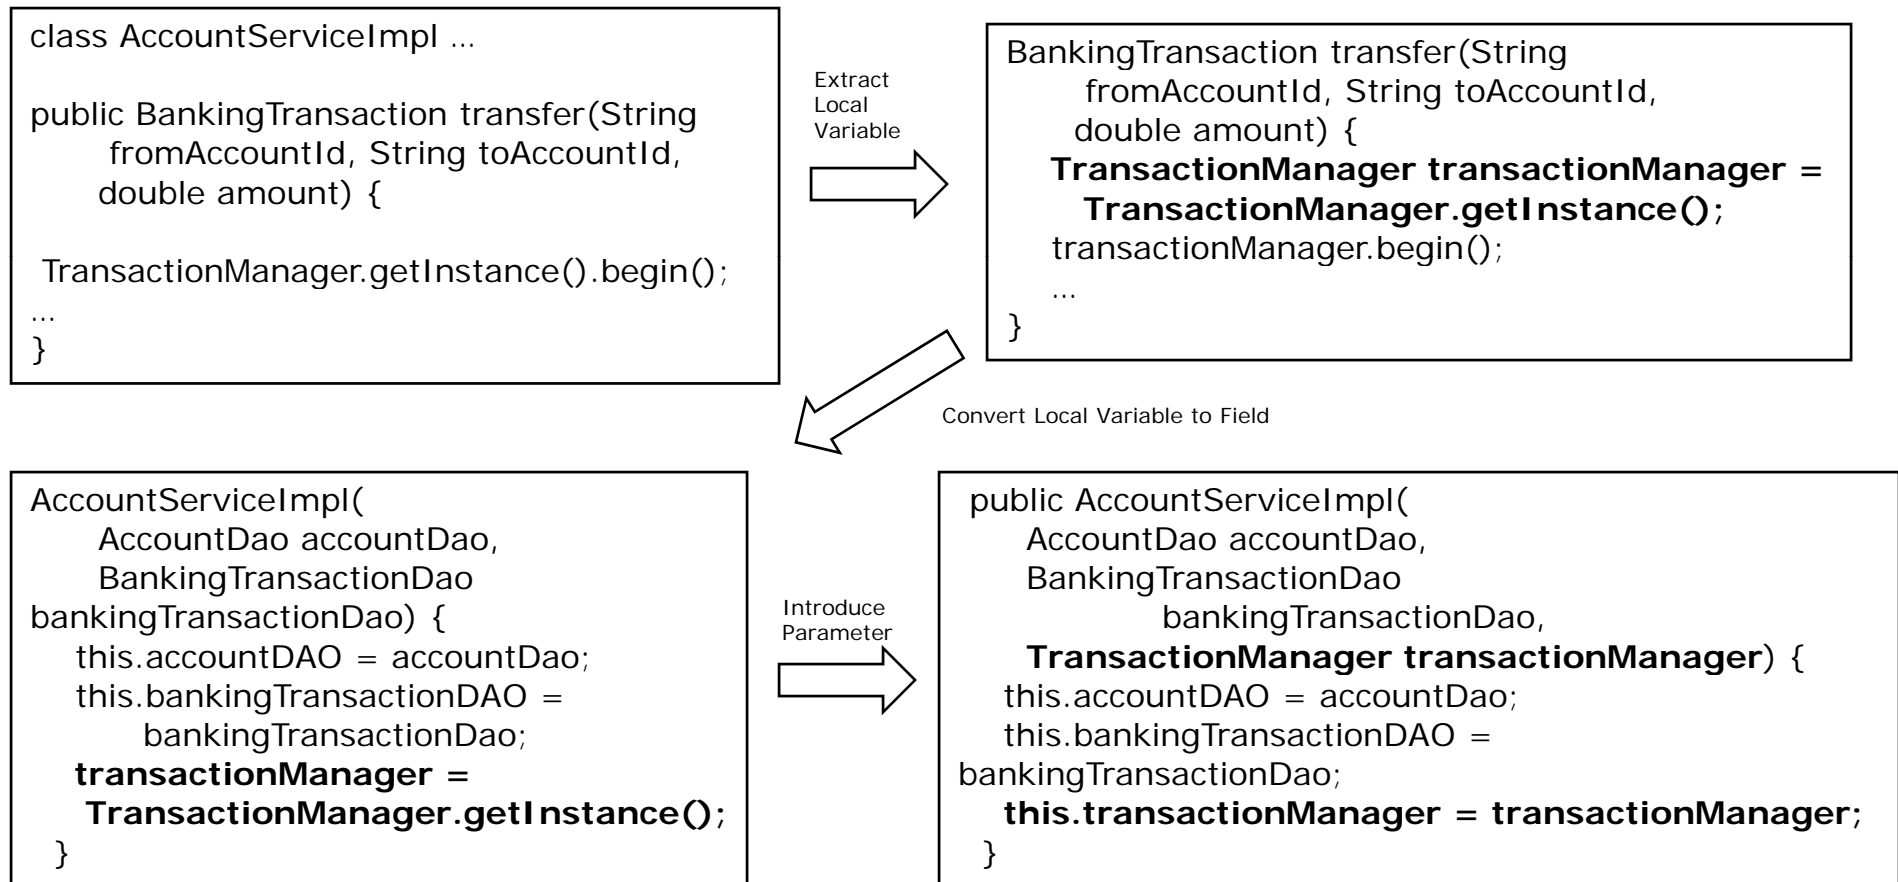 class AccountServiceImpl ...
public BankingTransaction transfer(String
fromAccountId, String toAccountId,
double amount) {
TransactionManager.getInstance().begin();
...
}
Extract
Local
Variable
BankingTransaction transfer(String
fromAccountId, String toAccountId,
double amount) {
TransactionManager transactionManager =
TransactionManager.getInstance();
transactionManager.begin();
...
}
Convert Local Variable to Field
AccountServiceImpl(
AccountDao accountDao,
BankingTransactionDao
bankingTransactionDao) {
this.accountDAO = accountDao;
this.bankingTransactionDAO =
bankingTransactionDao;
transactionManager =
TransactionManager.getInstance();
}
Introduce
Parameter
public AccountServiceImpl(
AccountDao accountDao,
BankingTransactionDao
bankingTransactionDao,
TransactionManager transactionManager) {
this.accountDAO = accountDao;
this.bankingTransactionDAO =
bankingTransactionDao;
this.transactionManager = transactionManager;
}